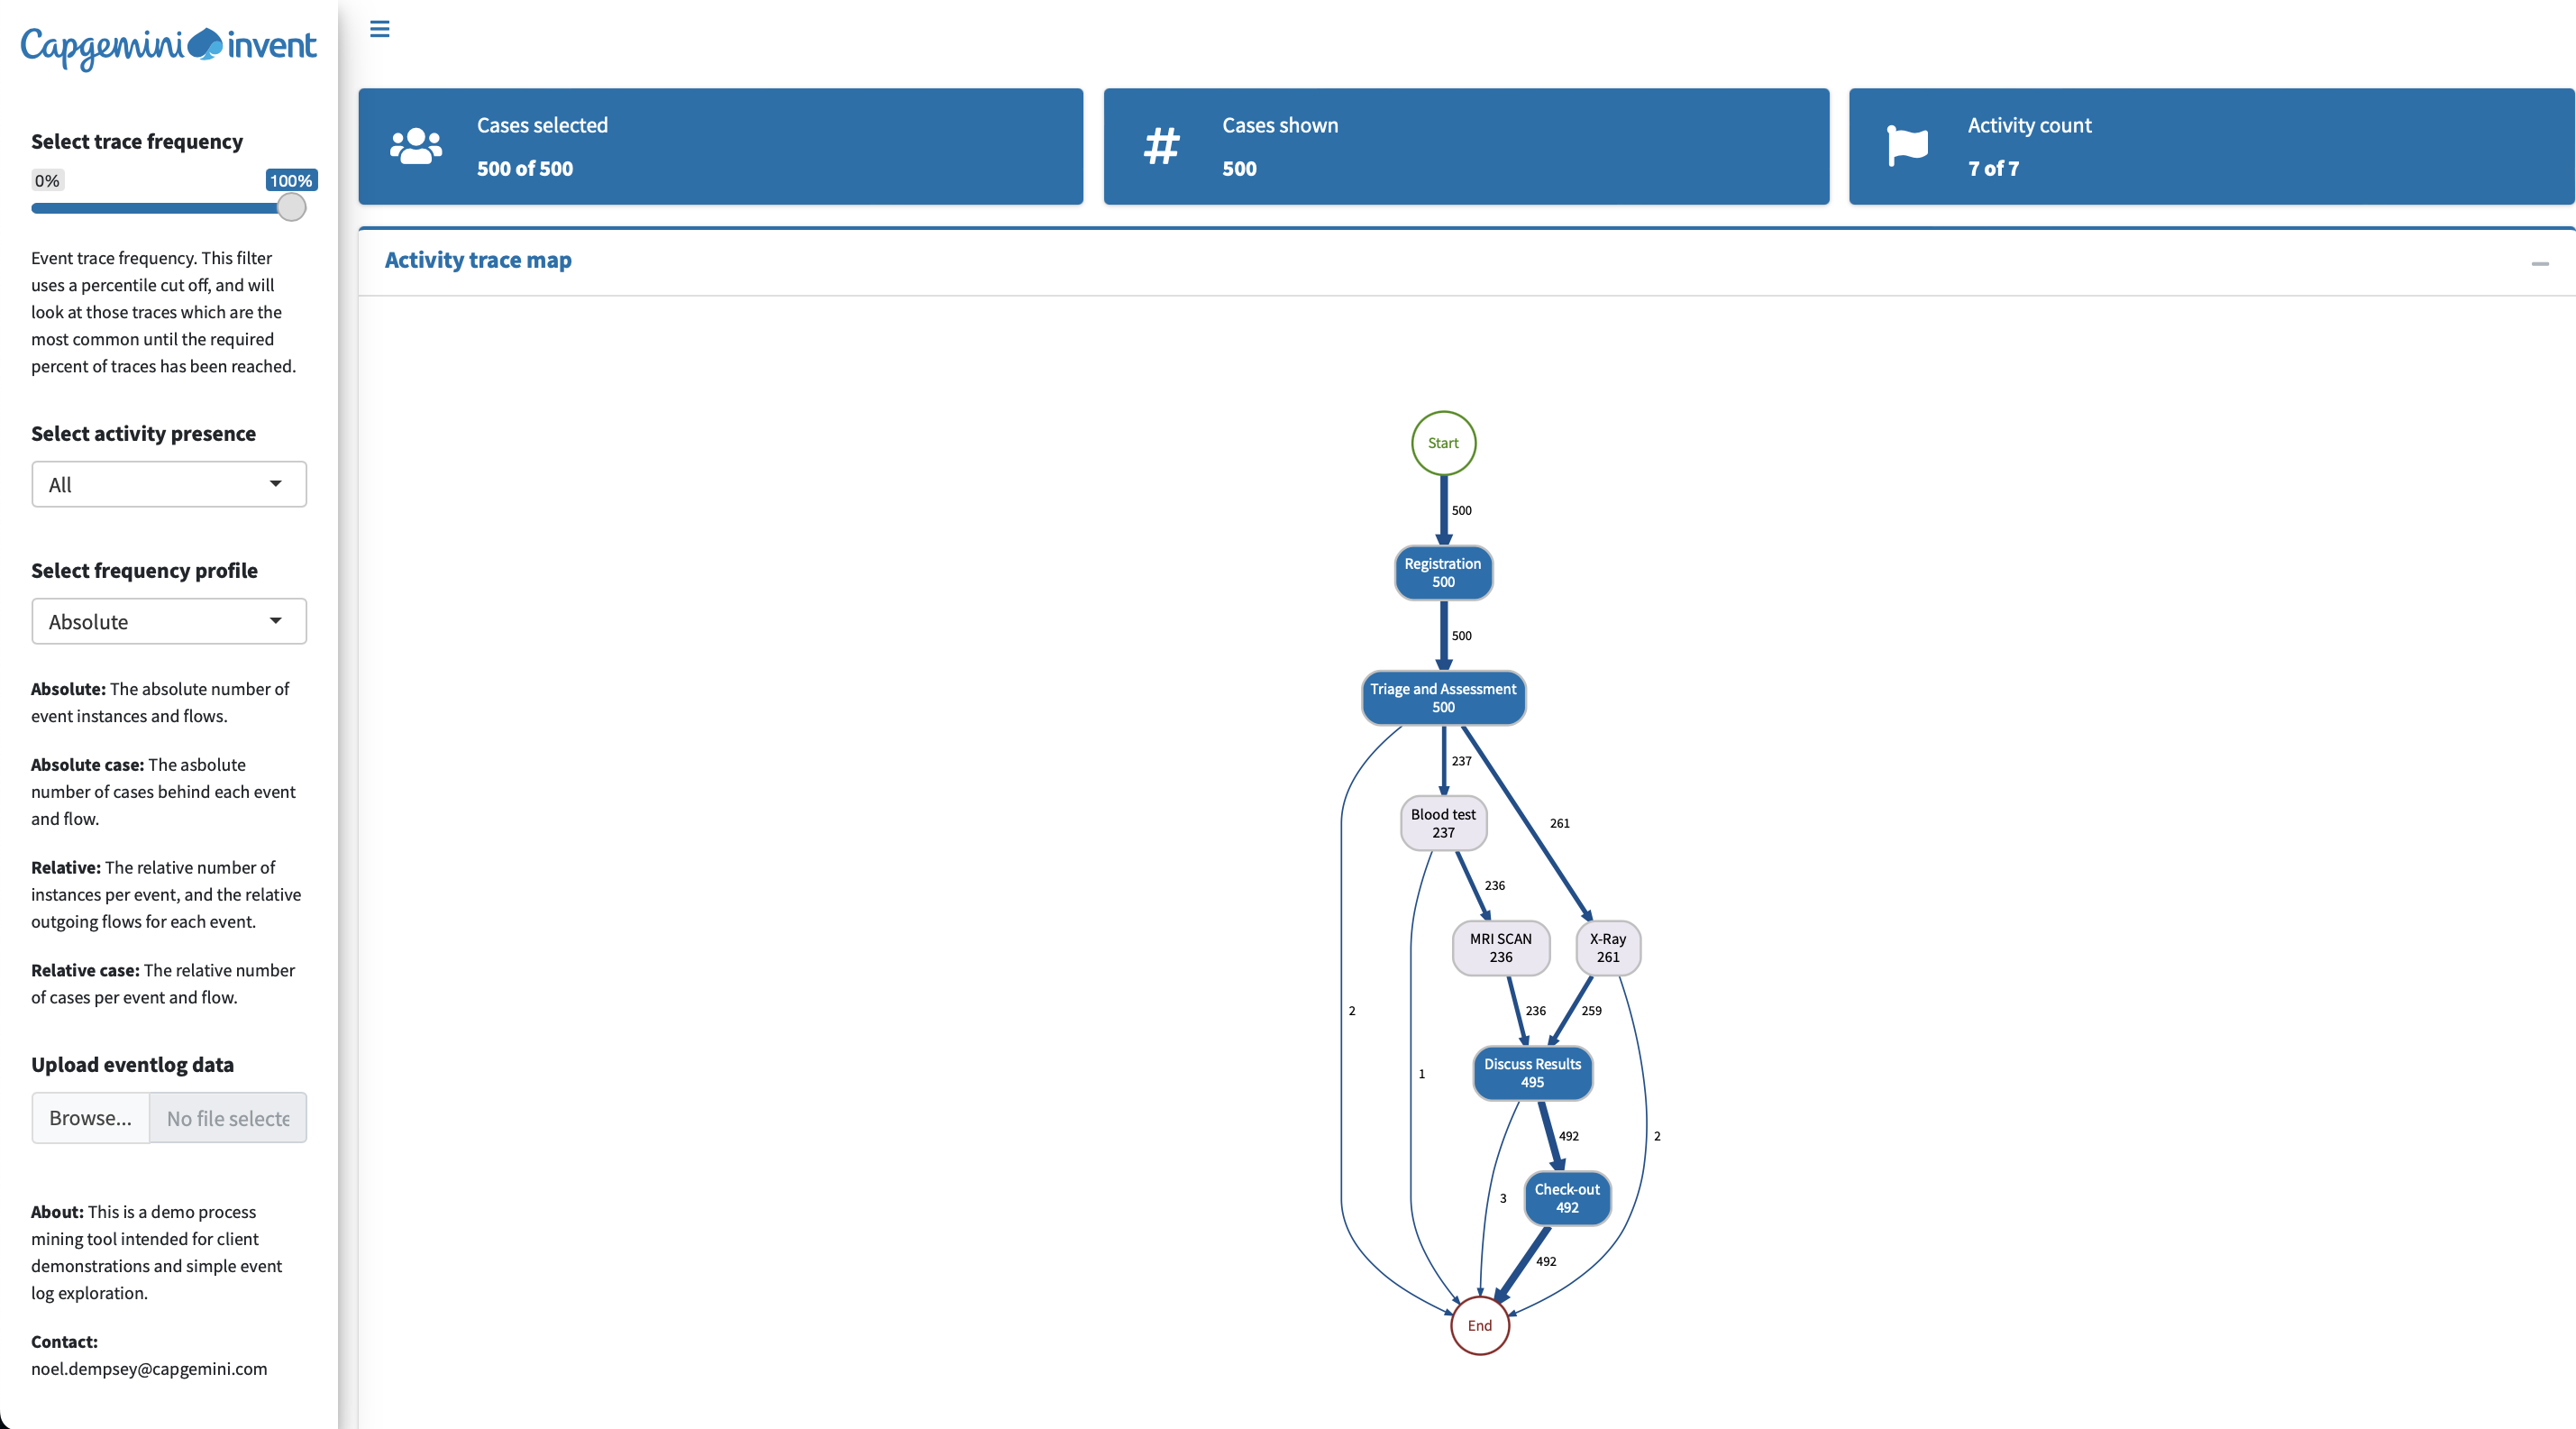 Capgemini invent
Select trace frequency
0%
100%
Event trace frequency. This filter
uses a percentile cut off, and will
look at those traces which are the
most common until the required
percent of traces has been reached.
Select activity presence
All
Select frequency profile
Absolute
Absolute: The absolute number of
event instances and flows.
Absolute case: The asbolute
number of cases behind each event
and flow.
Relative: The relative number of
instances per event, and the relative
outgoing flows for each event.
Relative case: The relative number
of cases per event and flow.
Upload eventlog data
Browse... No file selecte
About: This is a demo process
mining tool intended for client
demonstrations and simple event
log exploration.
Contact:
noel.dempsey@capgemini.com
Cases selected
500 of 500
Cases shown
500
Activity count
7 of 7
Activity trace map
Start
500
Registration
500
500
Triage and Assessment
500
237
Blood test
237
261
236
MRI SCAN
236
X-Ray
261
2
236
259
1
Discuss Results
495
492
2
3
Check-out
492
492
End